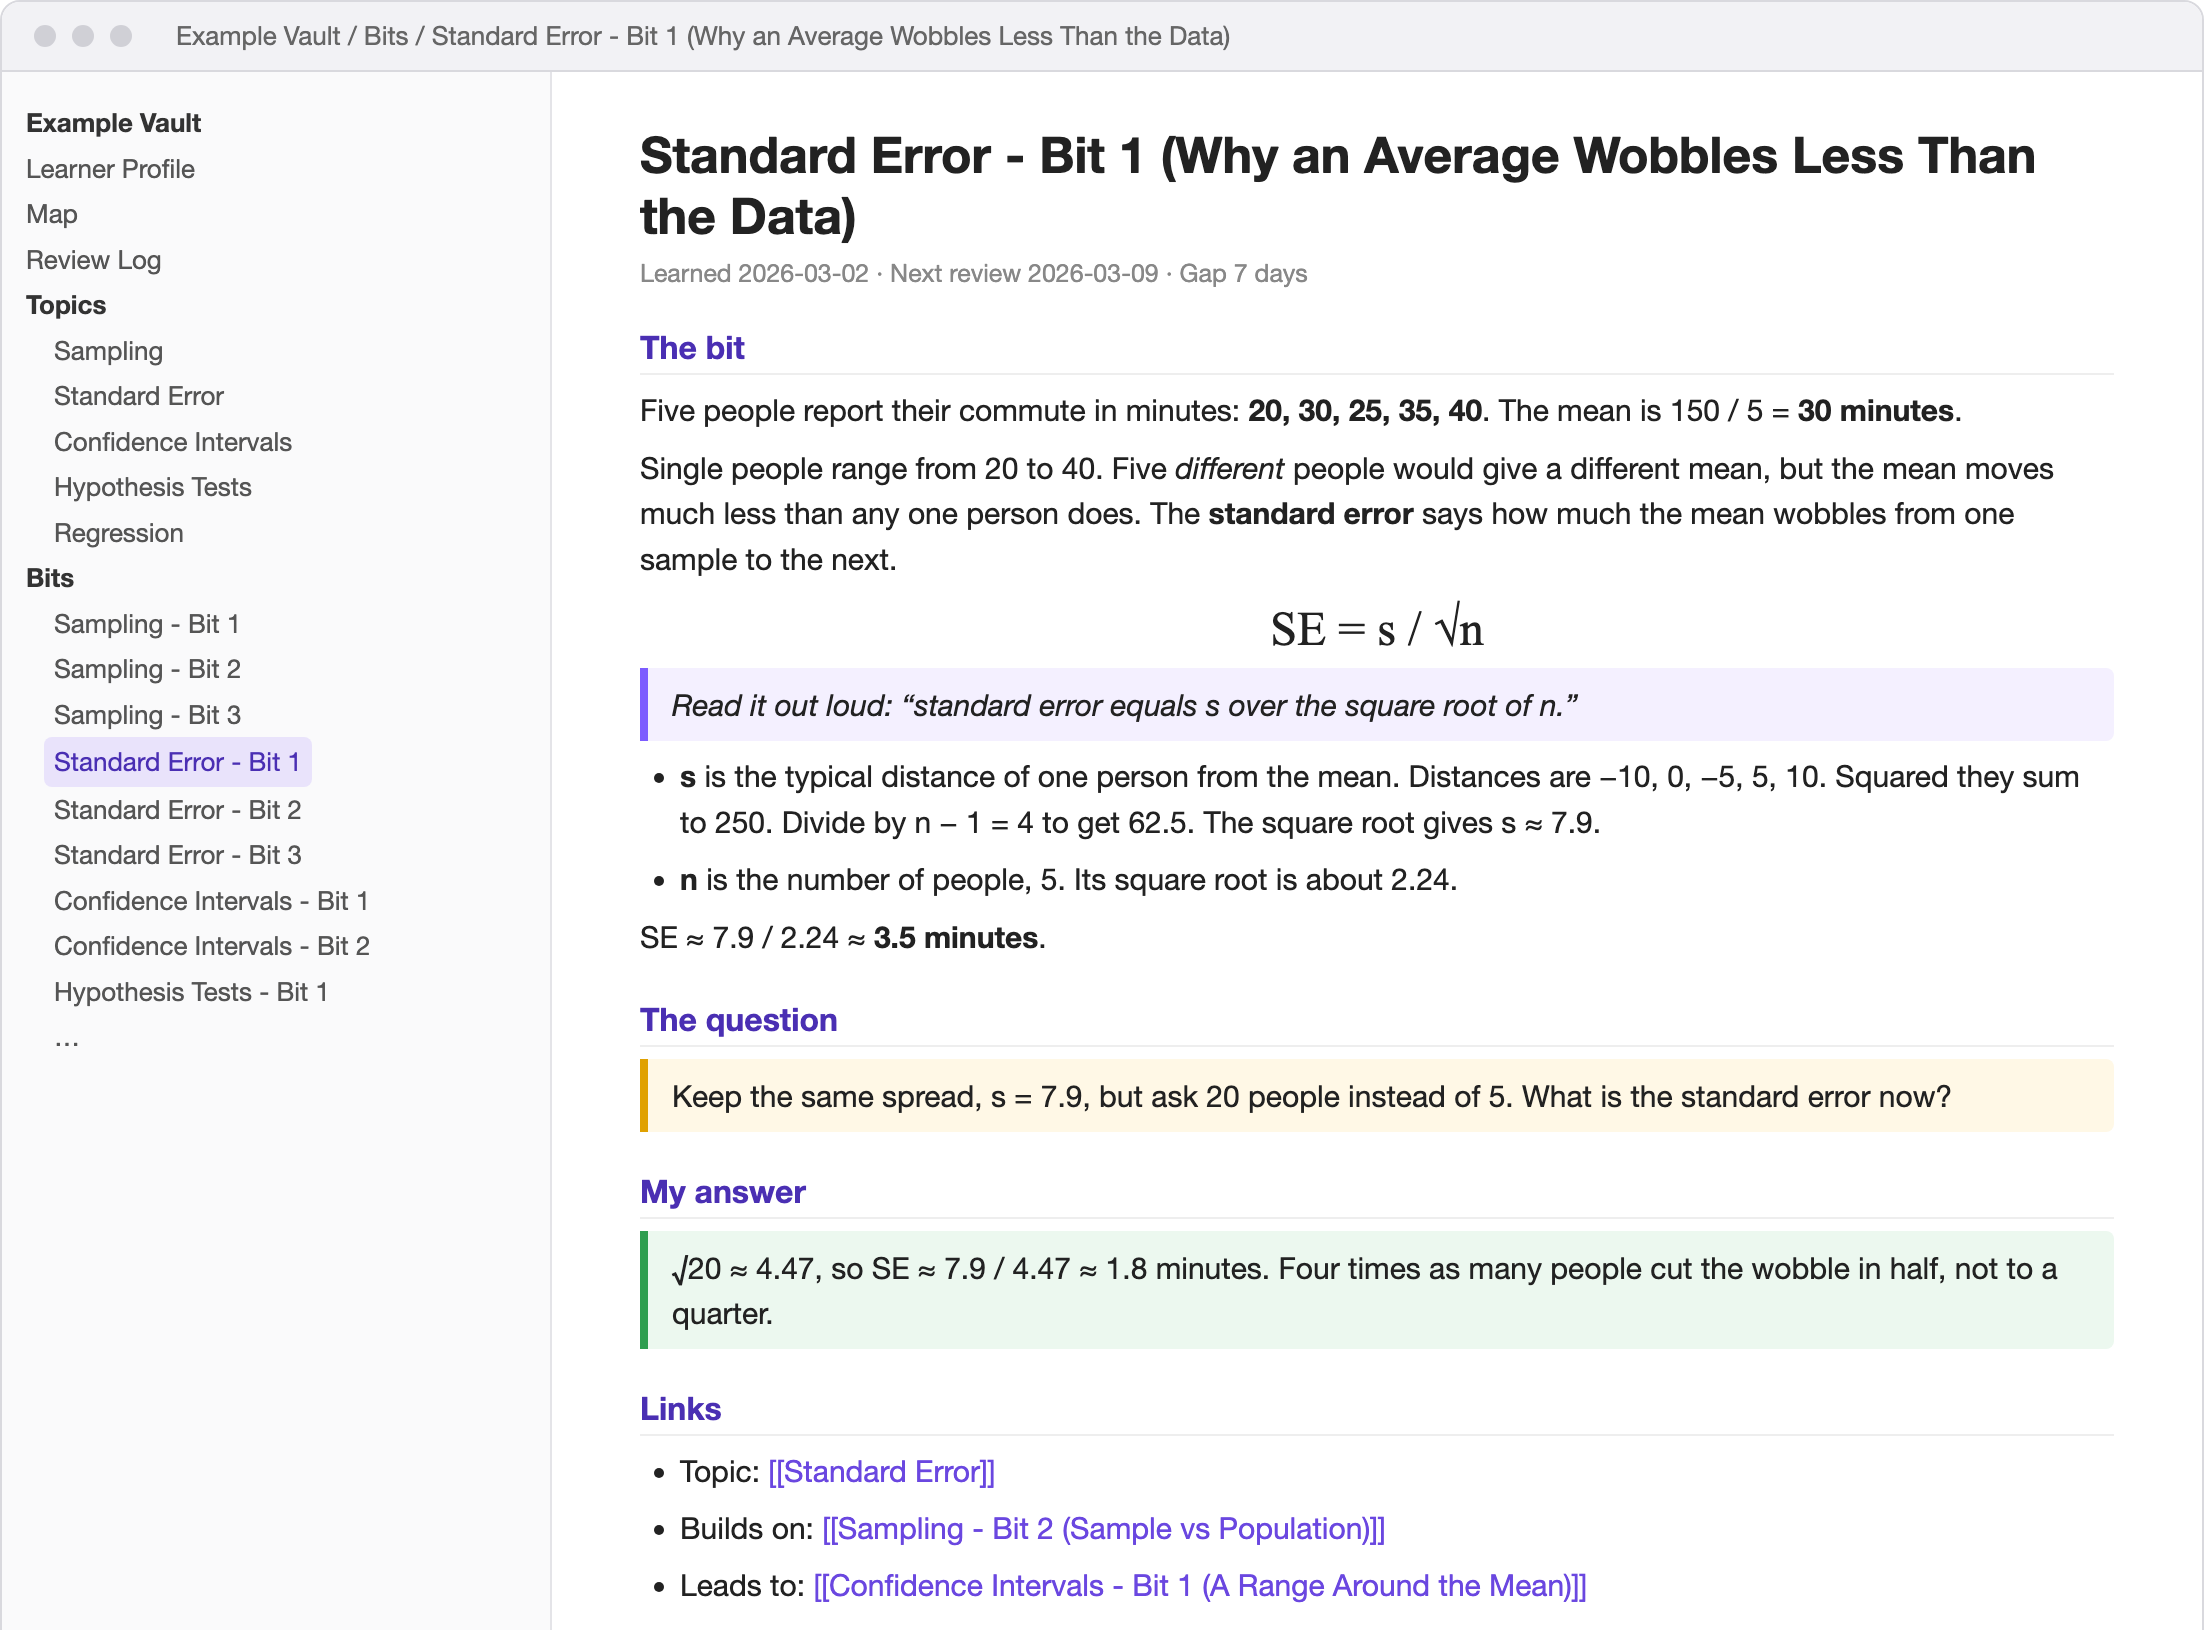 Example Vault / Bits / Standard Error - Bit 1 (Why an Average Wobbles Less Than the Data)
Example Vault
Learner Profile
Map
Review Log
Topics
Sampling
Standard Error
Confidence Intervals
Hypothesis Tests
Regression
Bits
Sampling - Bit 1
Sampling - Bit 2
Sampling - Bit 3
Standard Error - Bit 1
Standard Error - Bit 2
Standard Error - Bit 3
Confidence Intervals - Bit 1
Confidence Intervals - Bit 2
Hypothesis Tests - Bit 1
...
Standard Error - Bit 1 (Why an Average Wobbles Less Than
the Data)
Learned 2026-03-02 · Next review 2026-03-09 · Gap 7 days
The bit
Five people report their commute in minutes: 20, 30, 25, 35, 40. The mean is 150 / 5 = 30 minutes.
Single people range from 20 to 40. Five different people would give a different mean, but the mean moves
much less than any one person does. The standard error says how much the mean wobbles from one
sample to the next.
SE = s / √n
Read it out loud: “standard error equals s over the square root of n.”
• s is the typical distance of one person from the mean. Distances are −10, 0, −5, 5, 10. Squared they sum
to 250. Divide by n − 1 = 4 to get 62.5. The square root gives s ≈ 7.9.
• n is the number of people, 5. Its square root is about 2.24.
SE ≈ 7.9 / 2.24 ≈ 3.5 minutes.
The question
Keep the same spread, s = 7.9, but ask 20 people instead of 5. What is the standard error now?
My answer
√20 ≈ 4.47, so SE ≈ 7.9 / 4.47 ≈ 1.8 minutes. Four times as many people cut the wobble in half, not to a
quarter.
Links
• Topic: [[Standard Error]]
• Builds on: [[Sampling - Bit 2 (Sample vs Population)]]
• Leads to: [[Confidence Intervals - Bit 1 (A Range Around the Mean)]]